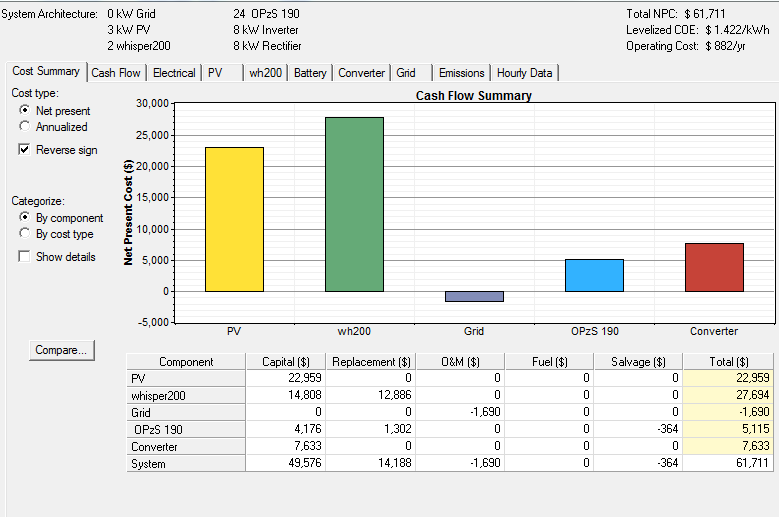 System Architecture: 0 kW Grid 24 OPzS 190 Total NPC: $ 61,711
3 kW PV 8 kW Inverter Levelized COE: $ 1.422/kWh
2 whisper200 8 kW Rectifier Operating Cost: $ 882/yr
Cost Summary Cash Flow Electrical PV wh200 Battery Converter Grid Emissions Hourly Data
Cost type:
Net present
Annualized
Reverse sign
Categorize:
By component
By cost type
Show details
Compare...
Cash Flow Summary
Net Present Cost ($)
30,000
25,000
20,000
15,000
10,000
5,000
0
-5,000
PV wh200 Grid OPzS 190 Converter
Component Capital ($) Replacement ($) O&M ($) Fuel ($) Salvage ($) Total ($)
PV 22,959 0 0 0 0 22,959
whisper200 14,808 12,886 0 0 0 27,694
Grid 0 0 -1,690 0 0 -1,690
OPzS 190 4,176 1,302 0 0 -364 5,115
Converter 7,633 0 0 0 0 7,633
System 49,576 14,188 -1,690 0 -364 61,711